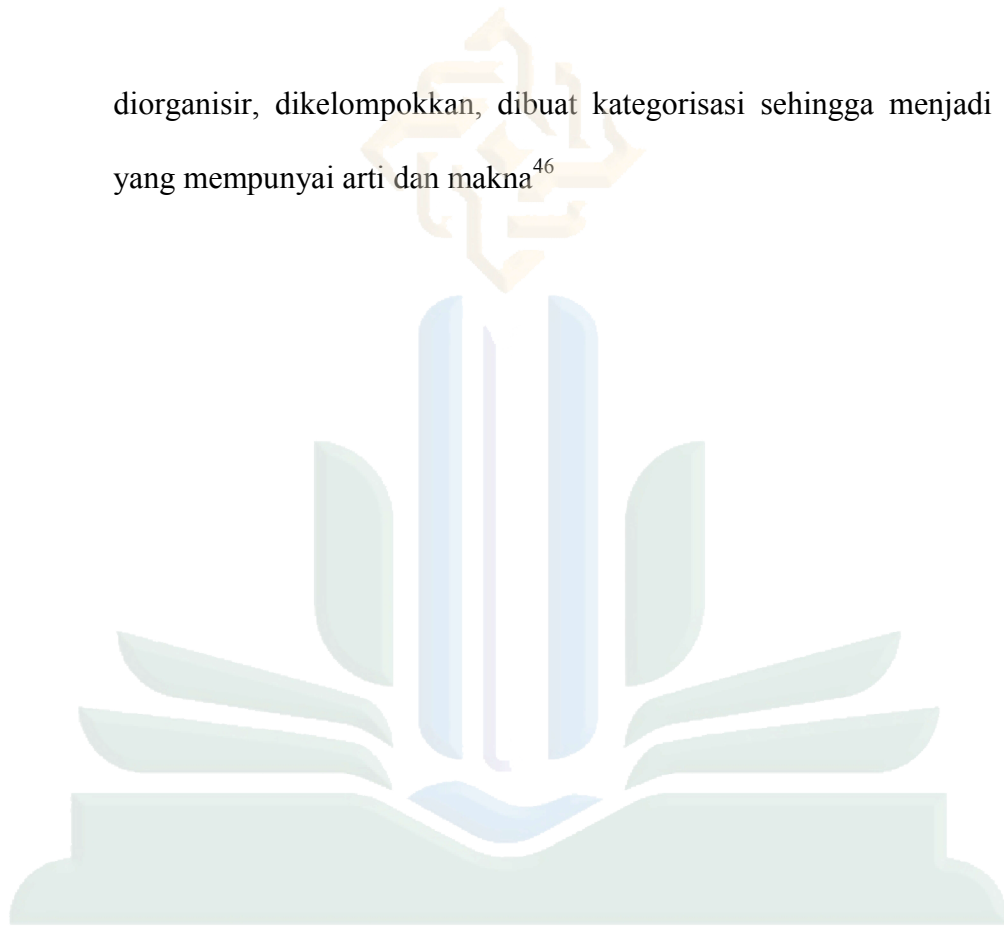 diorganisir, dikelompokkan, dibuat kategorisasi sehingga menjadi
yang mempunyai arti dan makna46